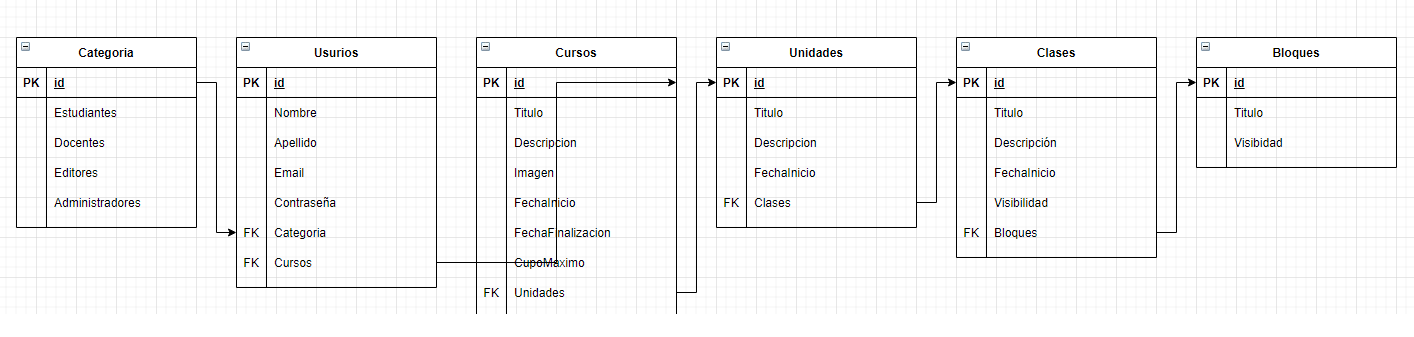 Categoria
PK id
Estudiantes
Docentes
Editores
Administradores
Usurios
PK id
Nombre
Apellido
Email
Contraseña
FK Categoria
FK Cursos
Cursos
PK id
Titulo
Descripcion
Imagen
FechaInicio
FechaFinalizacion
CupoMaximo
FK Unidades
Unidades
PK id
Titulo
Descripcion
FechaInicio
FK Clases
Clases
PK id
Titulo
Descripción
FechaInicio
Visibilidad
FK Bloques
Bloques
PK id
Titulo
Visibidad